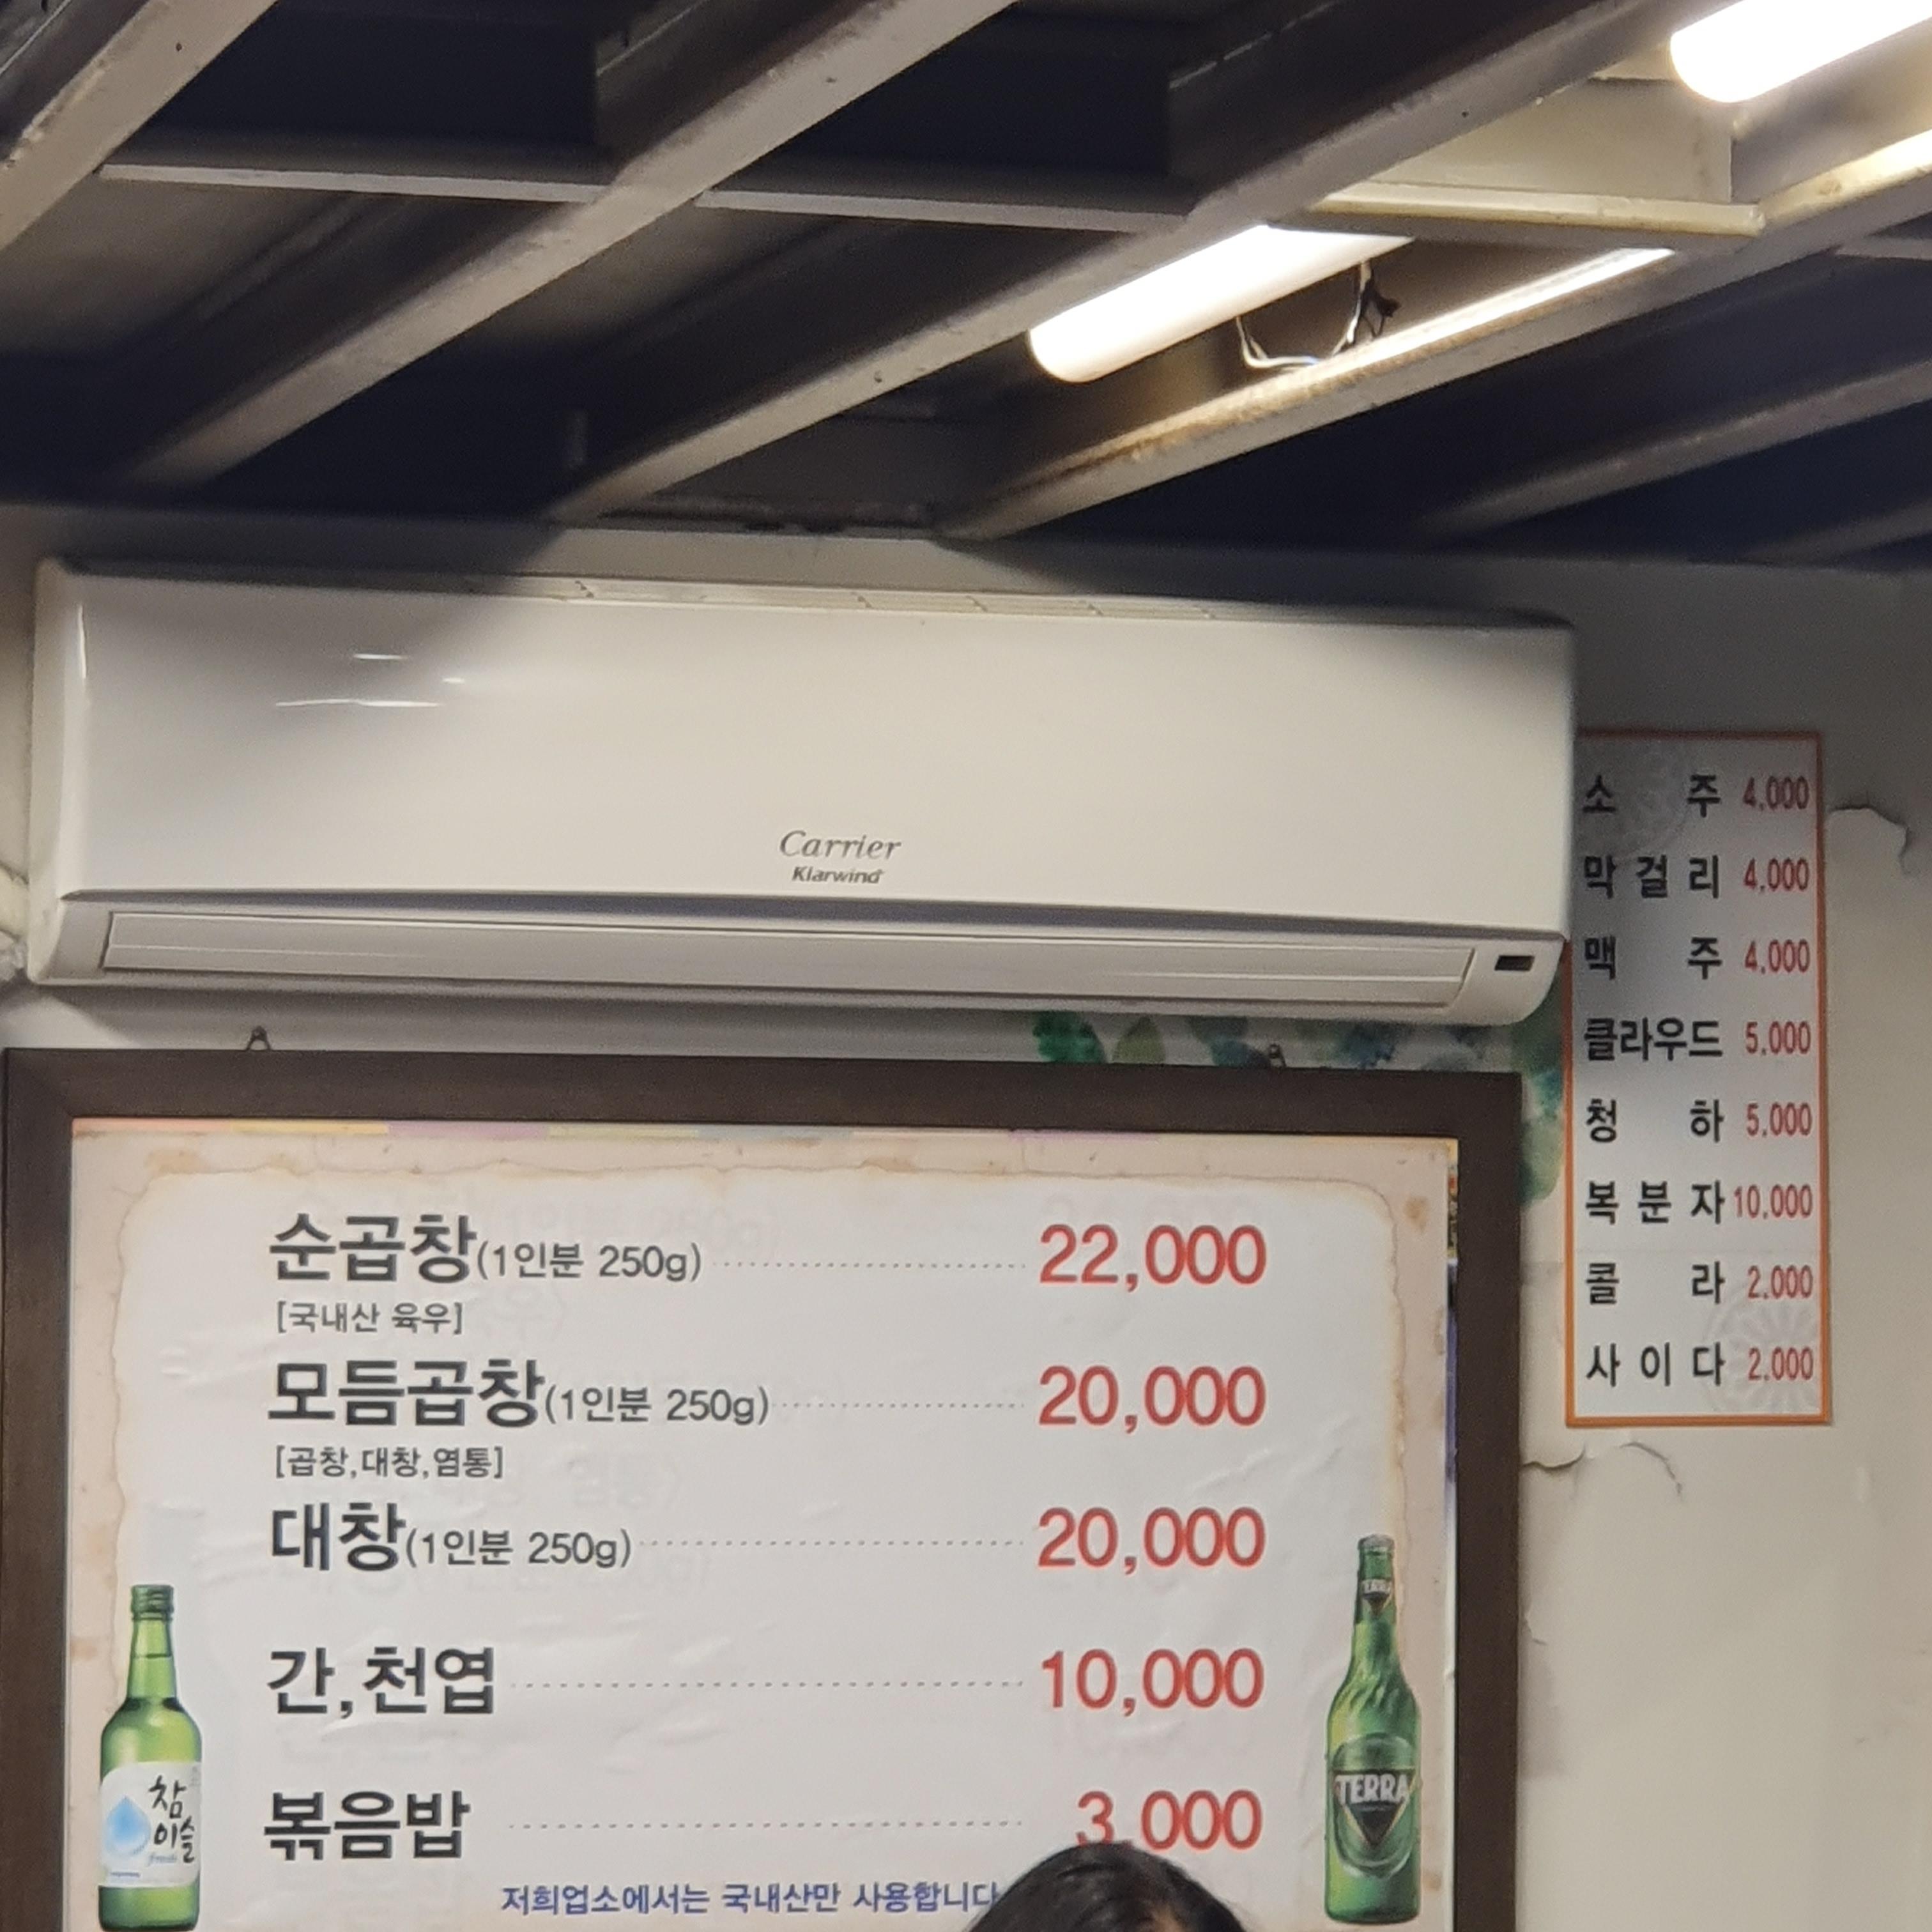 Carrier
Klarwind
소 주 4,000
막걸리 4,000
맥 주 4,000
클라우드 5,000
청 하 5,000
복분자 10,000
콜 라 2,000
사이다 2,000
순곱창(1인분 250g) 22,000
[국내산 육우]
모듬곱창(1인분 250g) 20,000
[곱창,대창,염통]
대창(1인분 250g) 20,000
간,천엽 10,000
볶음밥 3,000
저희업소에서는 국내산만 사용합니다
참
이슬
fresh
TERRA
TERRA